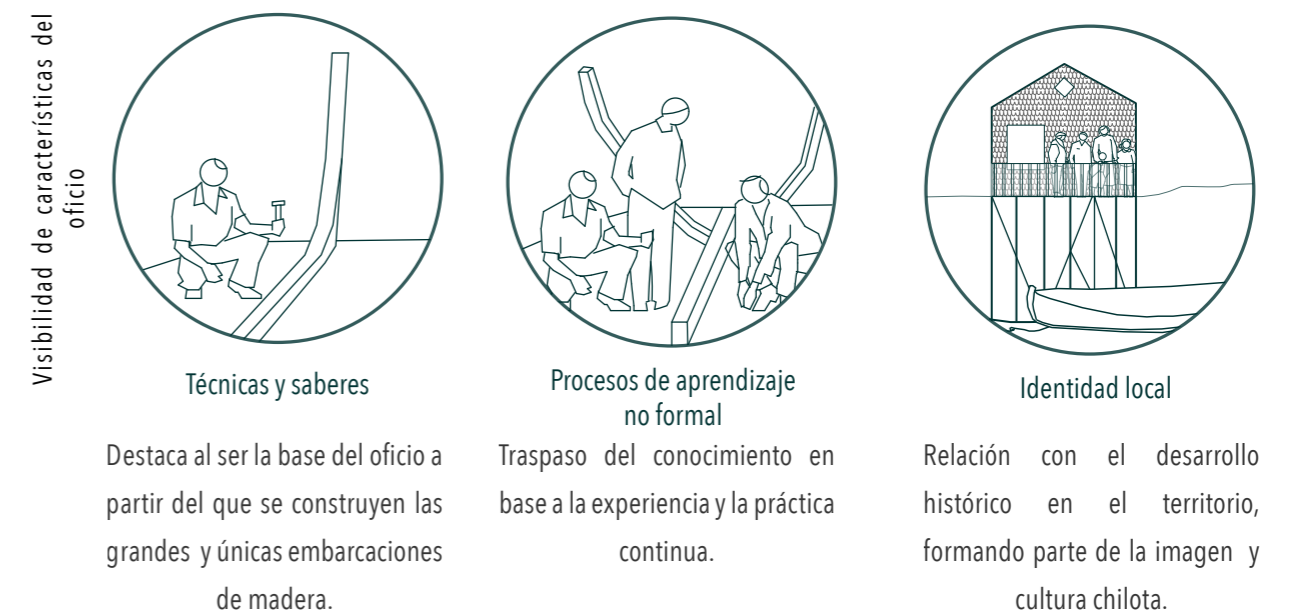 Visibilidad de características del
oficio
Técnicas y saberes
Destaca al ser la base del oficio a
partir del que se construyen las
grandes y únicas embarcaciones
de madera.
Procesos de aprendizaje
no formal
Traspaso del conocimiento en
base a la experiencia y la práctica
continua.
Identidad local
Relación con el desarrollo
histórico en el territorio,
formando parte de la imagen y
cultura chilota.